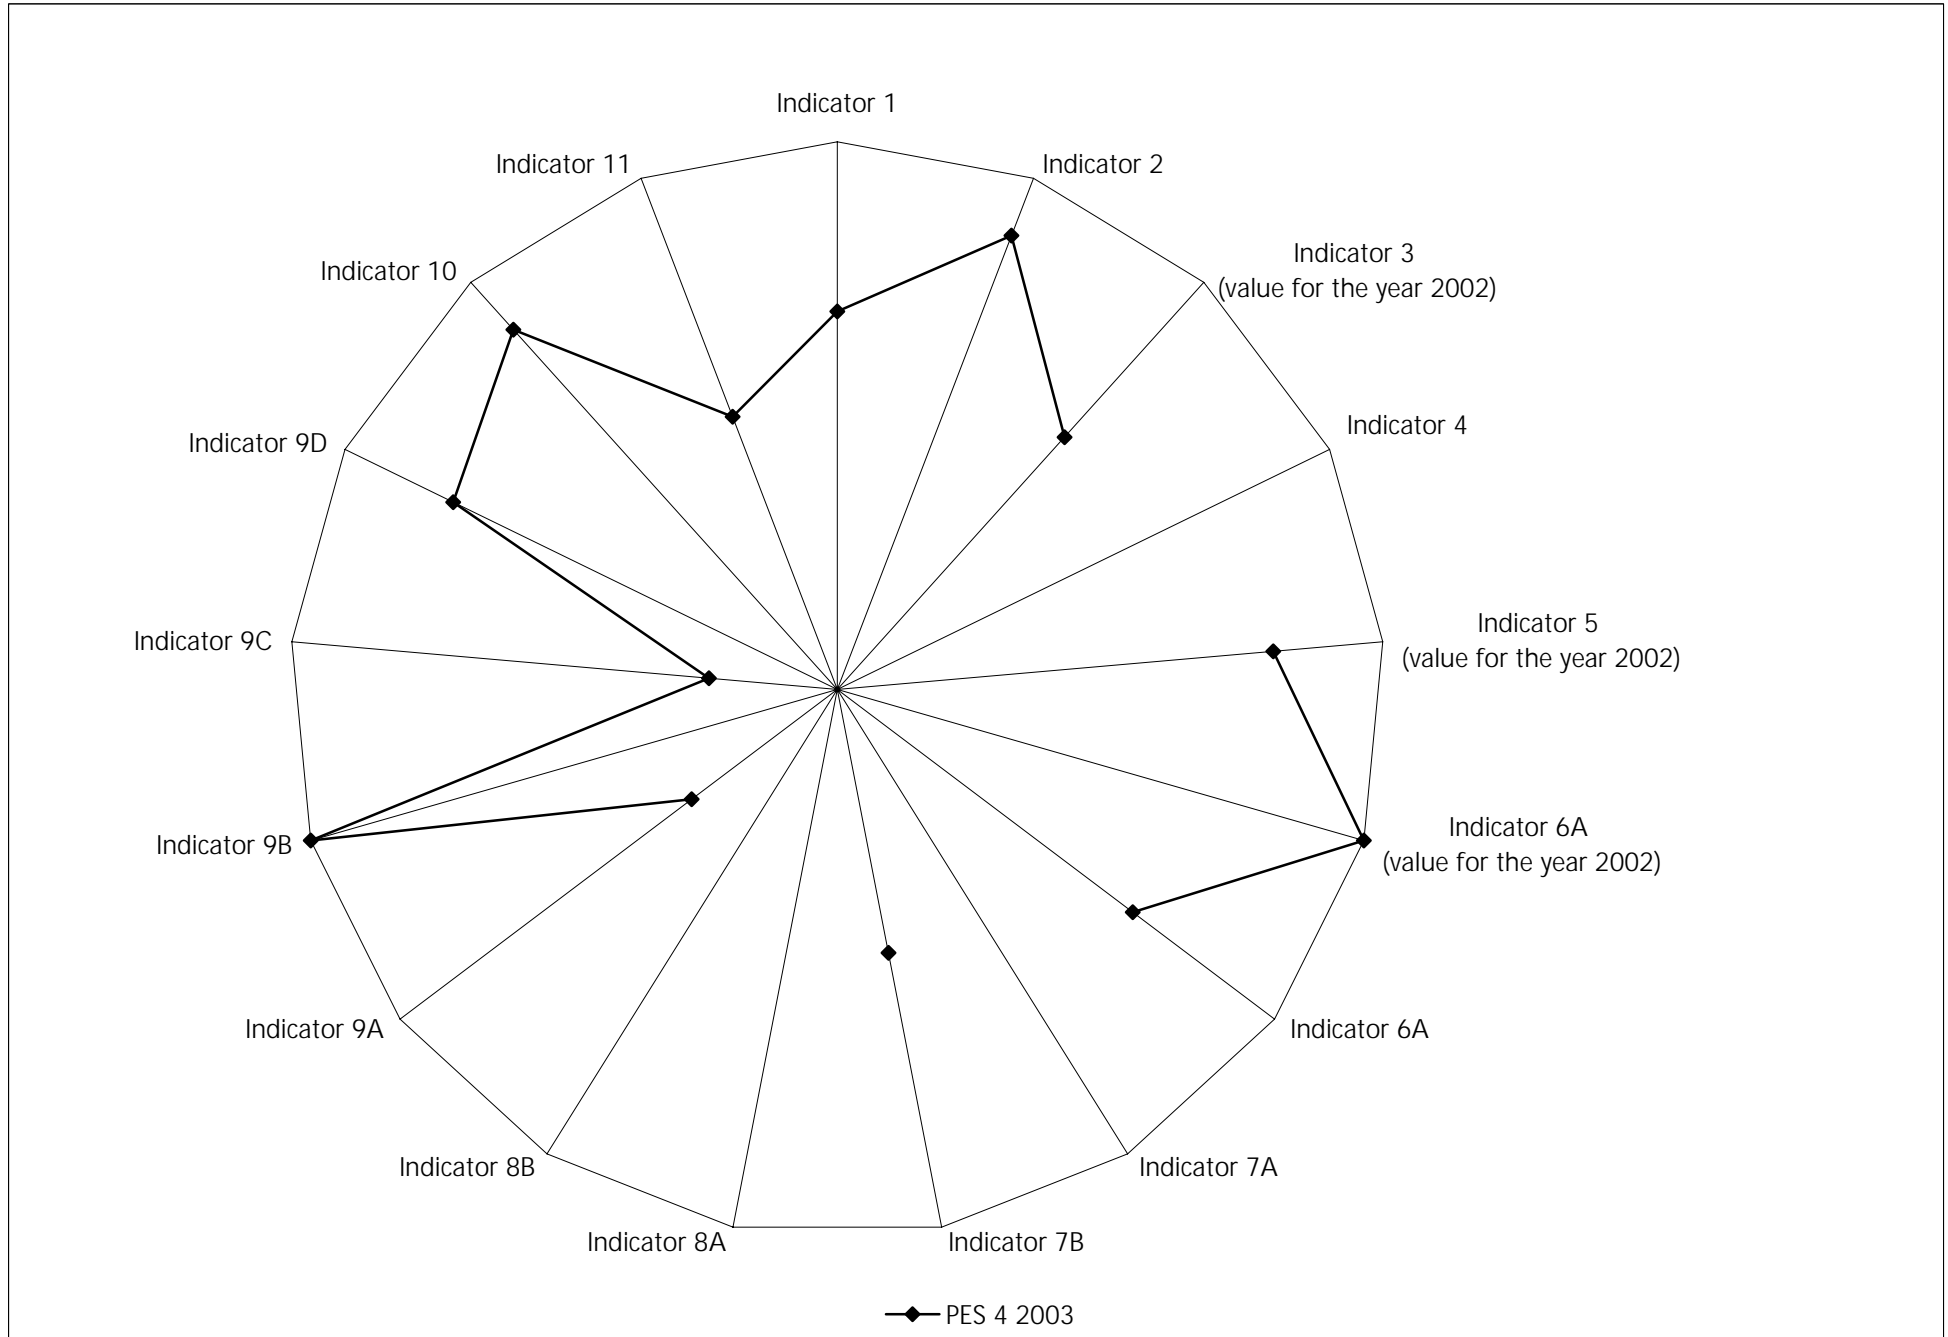 Indicator 1
Indicator 2
Indicator 3
(value for the year 2002)
Indicator 4
Indicator 5
(value for the year 2002)
Indicator 6A
(value for the year 2002)
Indicator 6A
Indicator 7A
Indicator 7B
Indicator 8A
Indicator 8B
Indicator 9A
Indicator 9B
Indicator 9C
Indicator 9D
Indicator 10
Indicator 11
PES 4 2003